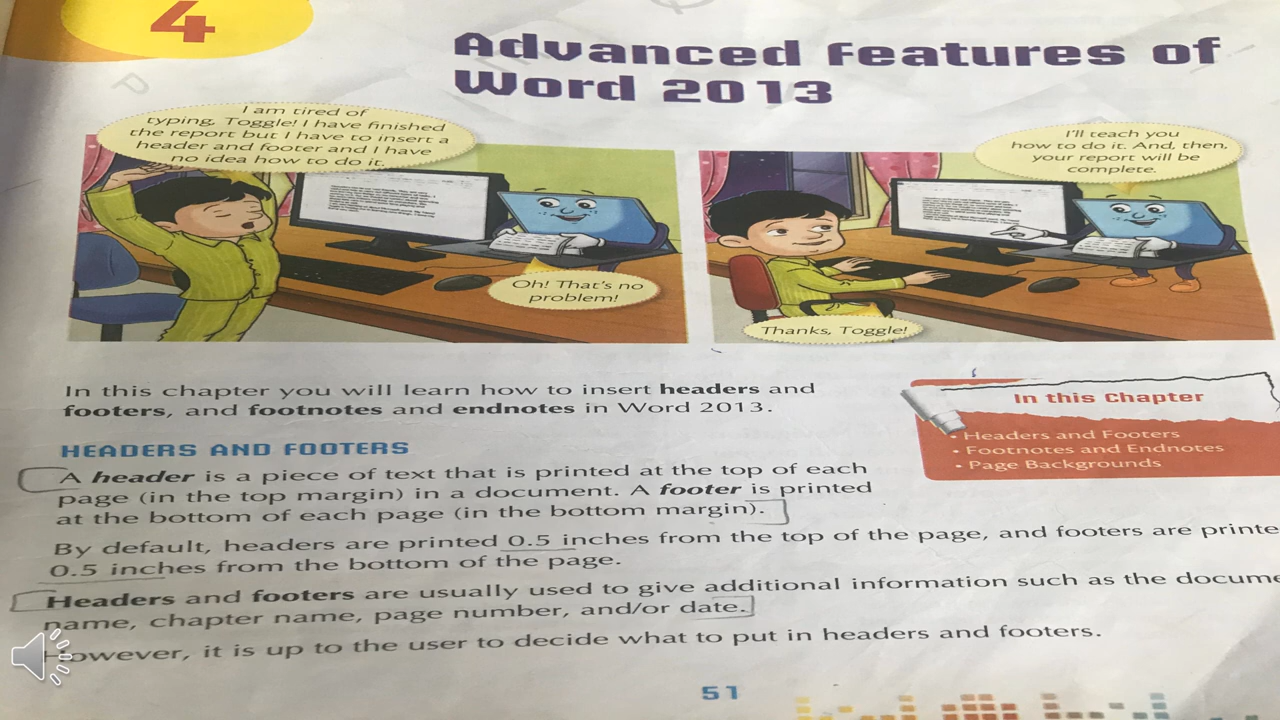 4
Advanced Features of
Word 2013
I am tired of
typing, Toggle! I have finished
the report but I have to insert a
header and footer and I have
no idea how to do it.
Oh! That's no
problem!
I'll teach you
how to do it. And, then,
your report will be
complete.
Thanks, Toggle!
In this chapter you will learn how to insert headers and
footers, and footnotes and endnotes in Word 2013.
In this Chapter
• Headers and Footers
• Footnotes and Endnotes
• Page Backgrounds
HEADERS AND FOOTERS
A header is a piece of text that is printed at the top of each
page (in the top margin) in a document. A footer is printed
at the bottom of each page (in the bottom margin).
By default, headers are printed 0.5 inches from the top of the page, and footers are printe
0.5 inches from the bottom of the page.
Headers and footers are usually used to give additional information such as the docume
name, chapter name, page number, and/or date.
However, it is up to the user to decide what to put in headers and footers.
51